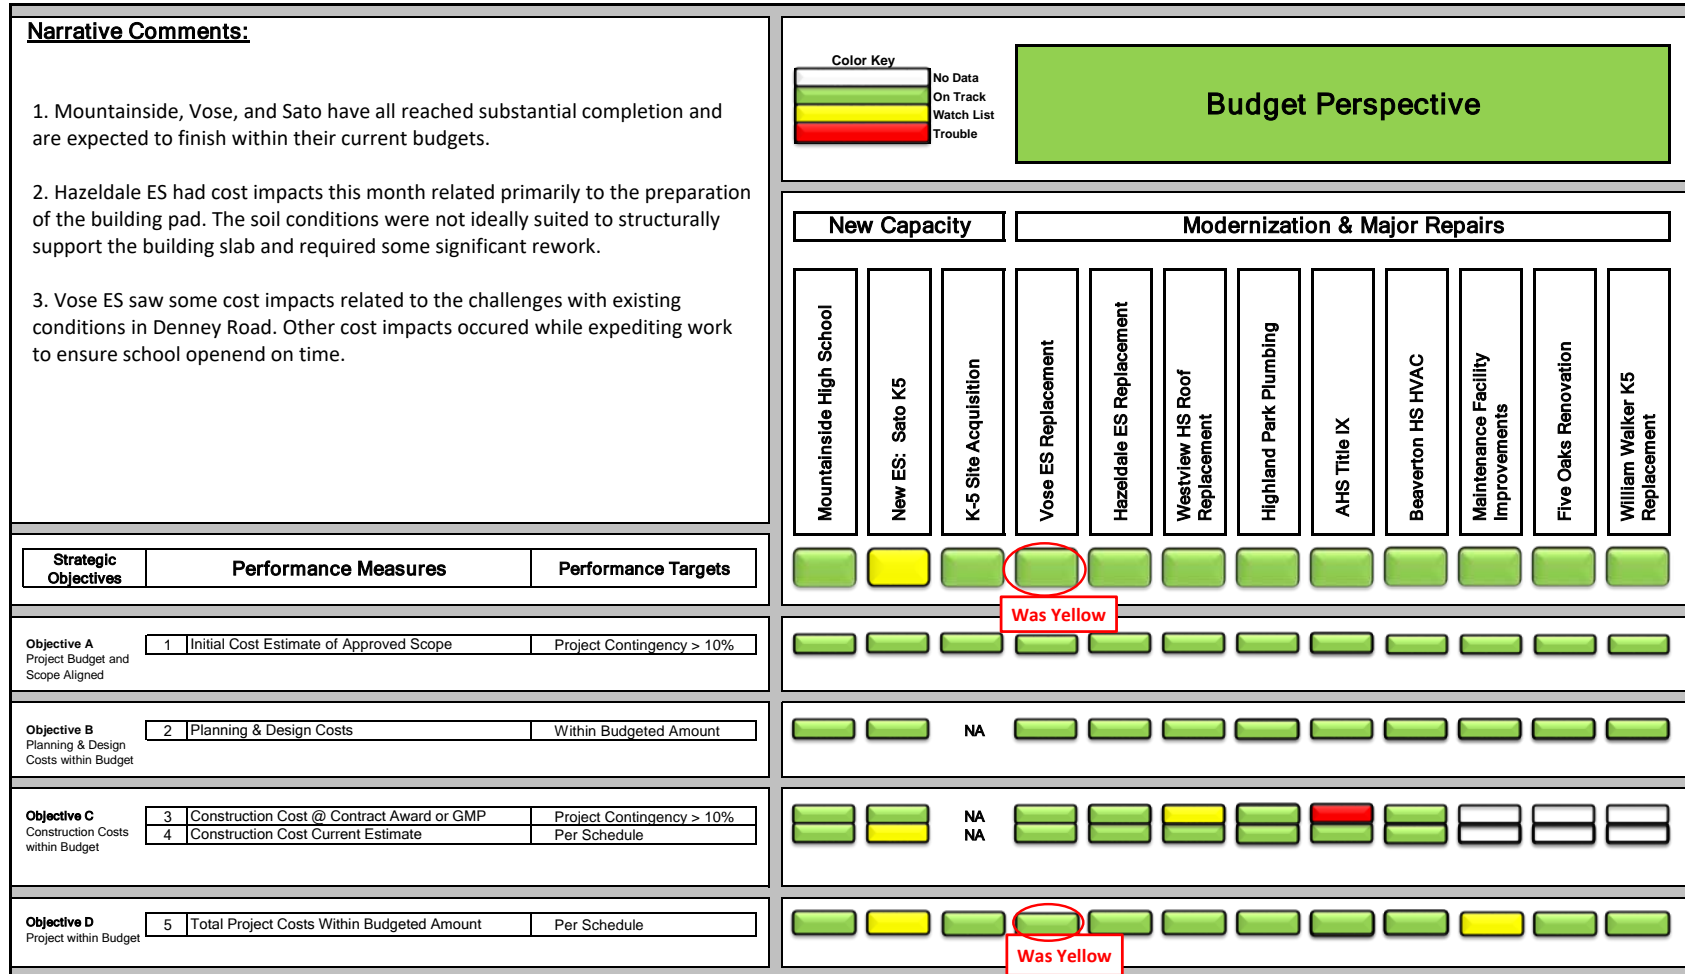 Narrative Comments:
1. Mountainside, Vose, and Sato have all reached substantial completion and
are expected to finish within their current budgets.
2. Hazeldale ES had cost impacts this month related primarily to the preparation
of the building pad. The soil conditions were not ideally suited to structurally
support the building slab and required some significant rework.
3. Vose ES saw some cost impacts related to the challenges with existing
conditions in Denney Road. Other cost impacts occured while expediting work
to ensure school openend on time.
Color Key
No Data
On Track
Watch List
Trouble
Budget Perspective
New Capacity
Modernization & Major Repairs
Mountainside High School
New ES: Sato K5
K-5 Site Acquisition
Vose ES Replacement
Hazeldale ES Replacement
Westview HS Roof
Replacement
Highland Park Plumbing
AHS Title IX
Beaverton HS HVAC
Maintenance Facility
Improvements
Five Oaks Renovation
William Walker K5
Replacement
Strategic
Objectives
Performance Measures
Performance Targets
Was Yellow
Objective A
Project Budget and
Scope Aligned
1 Initial Cost Estimate of Approved Scope Project Contingency > 10%
Objective B
Planning & Design
Costs within Budget
2 Planning & Design Costs Within Budgeted Amount
NA
Objective C
Construction Costs
within Budget
3 Construction Cost @ Contract Award or GMP Project Contingency > 10%
NA
4 Construction Cost Current Estimate Per Schedule
NA
Objective D
Project within Budget
5 Total Project Costs Within Budgeted Amount Per Schedule
Was Yellow